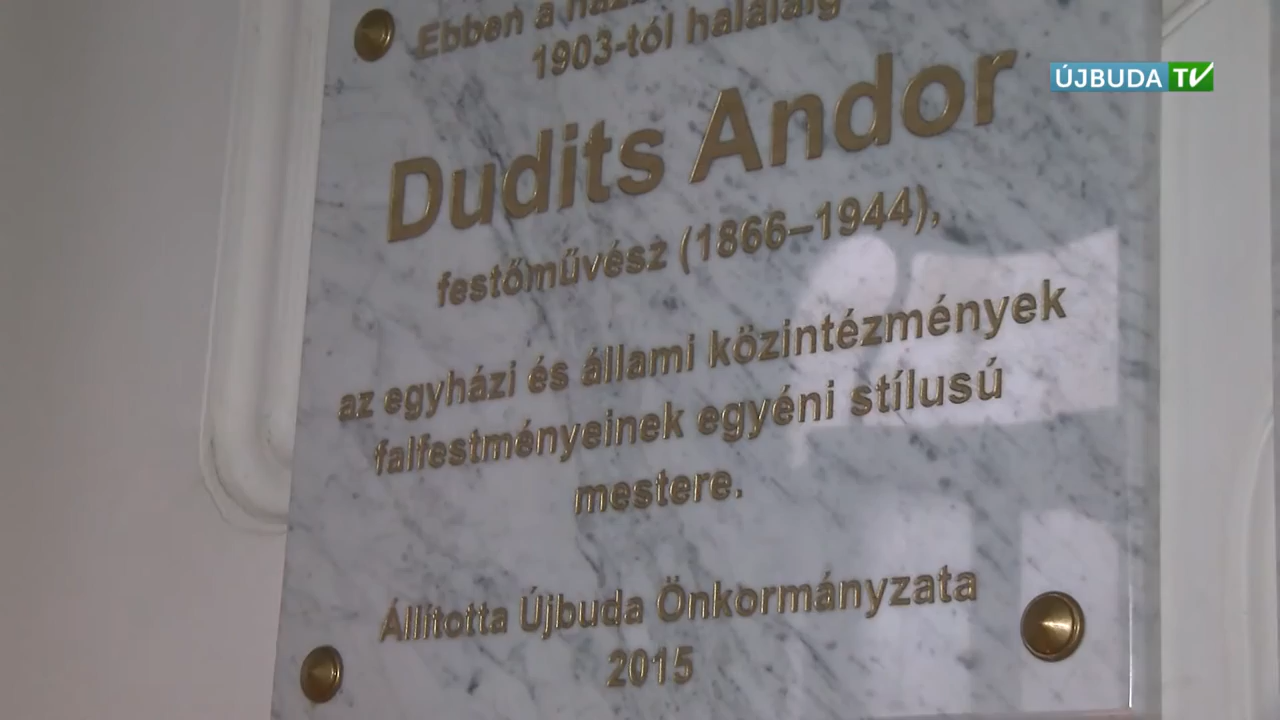 Ebben a
1903-tól haláláig
Dudits Andor
festőművész (1866–1944),
az egyházi és állami közintézmények
falfestményeinek egyéni stílusú
mestere.
Állította Újbuda Önkormányzata
2015
ÚJBUDA TV